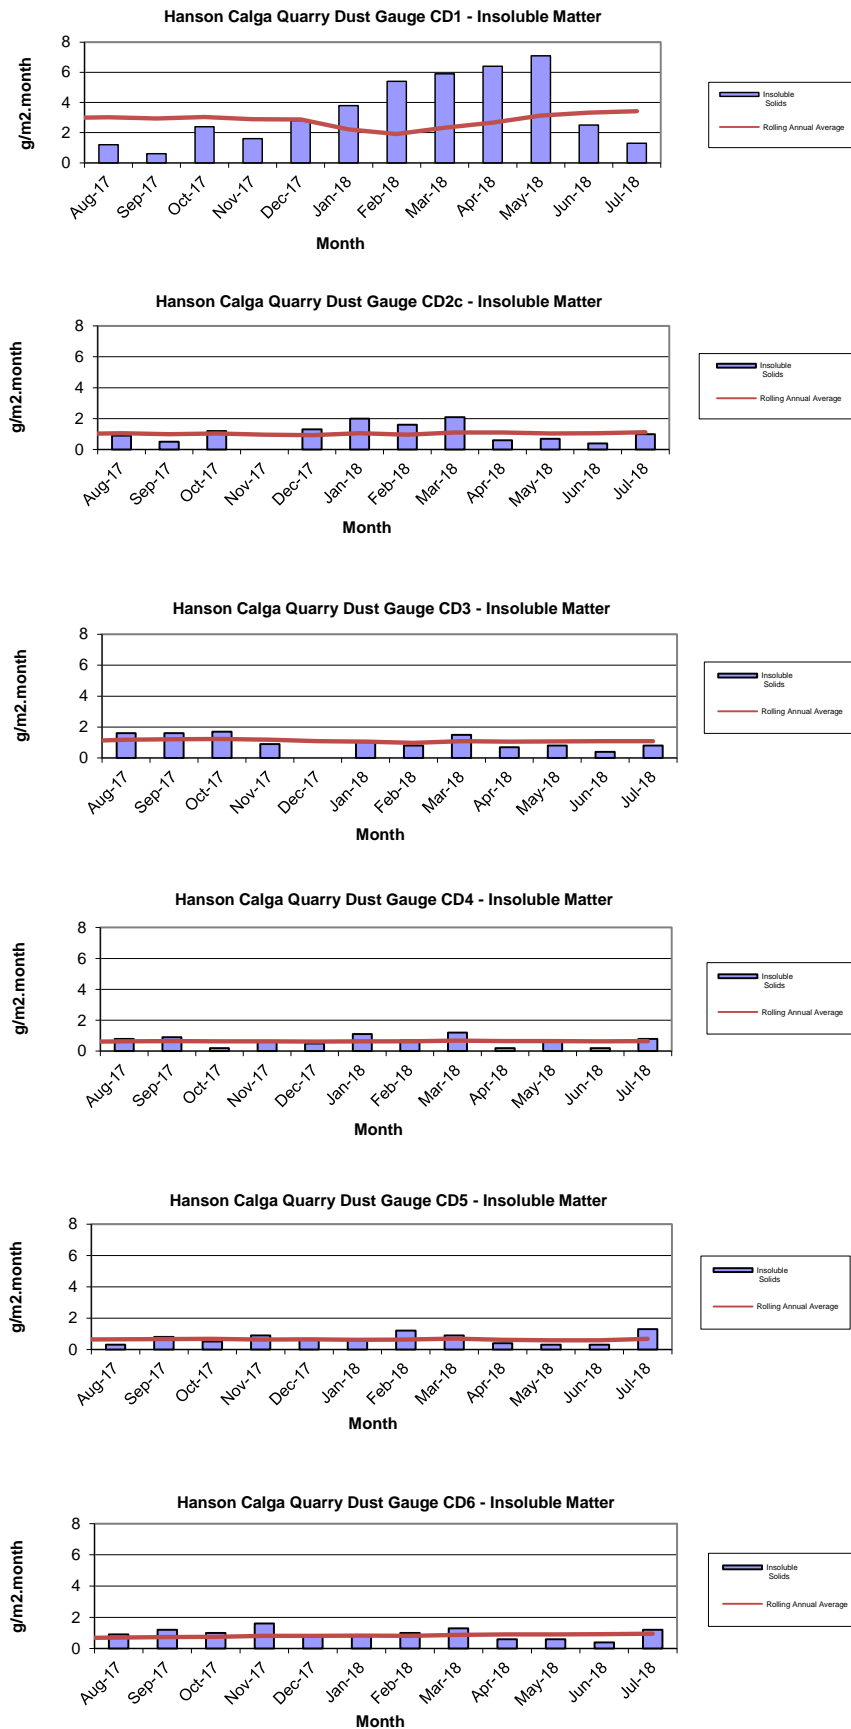 Hanson Calga Quarry Dust Gauge CD1 - Insoluble Matter
8
6
4
2
0
g/m2.month
Aug-17 Sep-17 Oct-17 Nov-17 Dec-17 Jan-18 Feb-18 Mar-18 Apr-18 May-18 Jun-18 Jul-18
Month
Insoluble
Solids
Rolling Annual Average
Hanson Calga Quarry Dust Gauge CD2c - Insoluble Matter
8
6
4
2
0
g/m2.month
Aug-17 Sep-17 Oct-17 Nov-17 Dec-17 Jan-18 Feb-18 Mar-18 Apr-18 May-18 Jun-18 Jul-18
Month
Insoluble
Solids
Rolling Annual Average
Hanson Calga Quarry Dust Gauge CD3 - Insoluble Matter
8
6
4
2
0
g/m2.month
Aug-17 Sep-17 Oct-17 Nov-17 Dec-17 Jan-18 Feb-18 Mar-18 Apr-18 May-18 Jun-18 Jul-18
Month
Insoluble
Solids
Rolling Annual Average
Hanson Calga Quarry Dust Gauge CD4 - Insoluble Matter
8
6
4
2
0
g/m2.month
Aug-17 Sep-17 Oct-17 Nov-17 Dec-17 Jan-18 Feb-18 Mar-18 Apr-18 May-18 Jun-18 Jul-18
Month
Insoluble
Solids
Rolling Annual Average
Hanson Calga Quarry Dust Gauge CD5 - Insoluble Matter
8
6
4
2
0
g/m2.month
Aug-17 Sep-17 Oct-17 Nov-17 Dec-17 Jan-18 Feb-18 Mar-18 Apr-18 May-18 Jun-18 Jul-18
Month
Insoluble
Solids
Rolling Annual Average
Hanson Calga Quarry Dust Gauge CD6 - Insoluble Matter
8
6
4
2
0
g/m2.month
Aug-17 Sep-17 Oct-17 Nov-17 Dec-17 Jan-18 Feb-18 Mar-18 Apr-18 May-18 Jun-18 Jul-18
Month
Insoluble
Solids
Rolling Annual Average